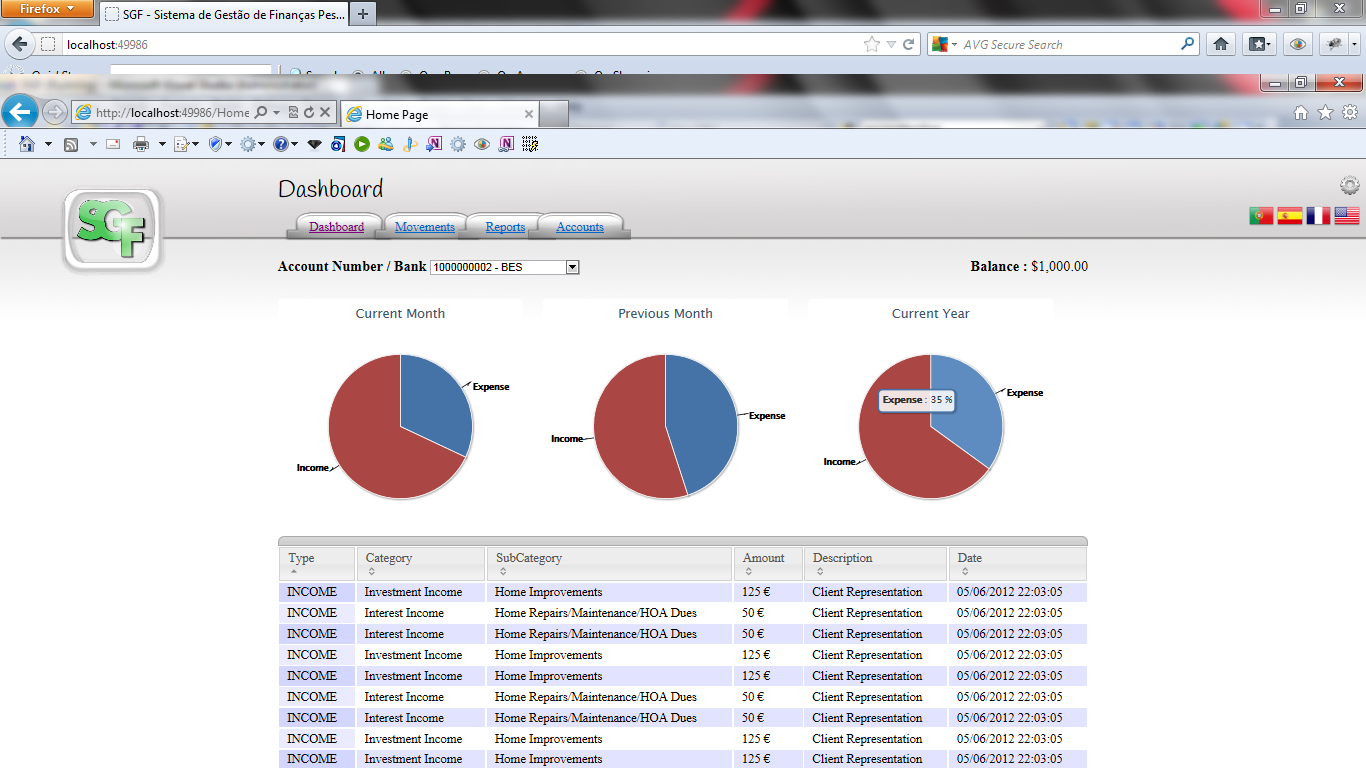 Firefox
SGF - Sistema de Gestão de Finanças Pes...
localhost:49986
AVG Secure Search
http://localhost:49986/Home
Home Page
SGF
Dashboard
Dashboard Movements Reports Accounts
Account Number / Bank 1000000002 - BES Balance : $1,000.00
Current Month Previous Month Current Year
Expense
Income
Expense
Income
Expense
Expense : 35 %
Income
Type Category SubCategory Amount Description Date
INCOME Investment Income Home Improvements 125 € Client Representation 05/06/2012 22:03:05
INCOME Interest Income Home Repairs/Maintenance/HOA Dues 50 € Client Representation 05/06/2012 22:03:05
INCOME Interest Income Home Repairs/Maintenance/HOA Dues 50 € Client Representation 05/06/2012 22:03:05
INCOME Investment Income Home Improvements 125 € Client Representation 05/06/2012 22:03:05
INCOME Investment Income Home Improvements 125 € Client Representation 05/06/2012 22:03:05
INCOME Interest Income Home Repairs/Maintenance/HOA Dues 50 € Client Representation 05/06/2012 22:03:05
INCOME Interest Income Home Repairs/Maintenance/HOA Dues 50 € Client Representation 05/06/2012 22:03:05
INCOME Investment Income Home Improvements 125 € Client Representation 05/06/2012 22:03:05
INCOME Investment Income Home Improvements 125 € Client Representation 05/06/2012 22:03:05